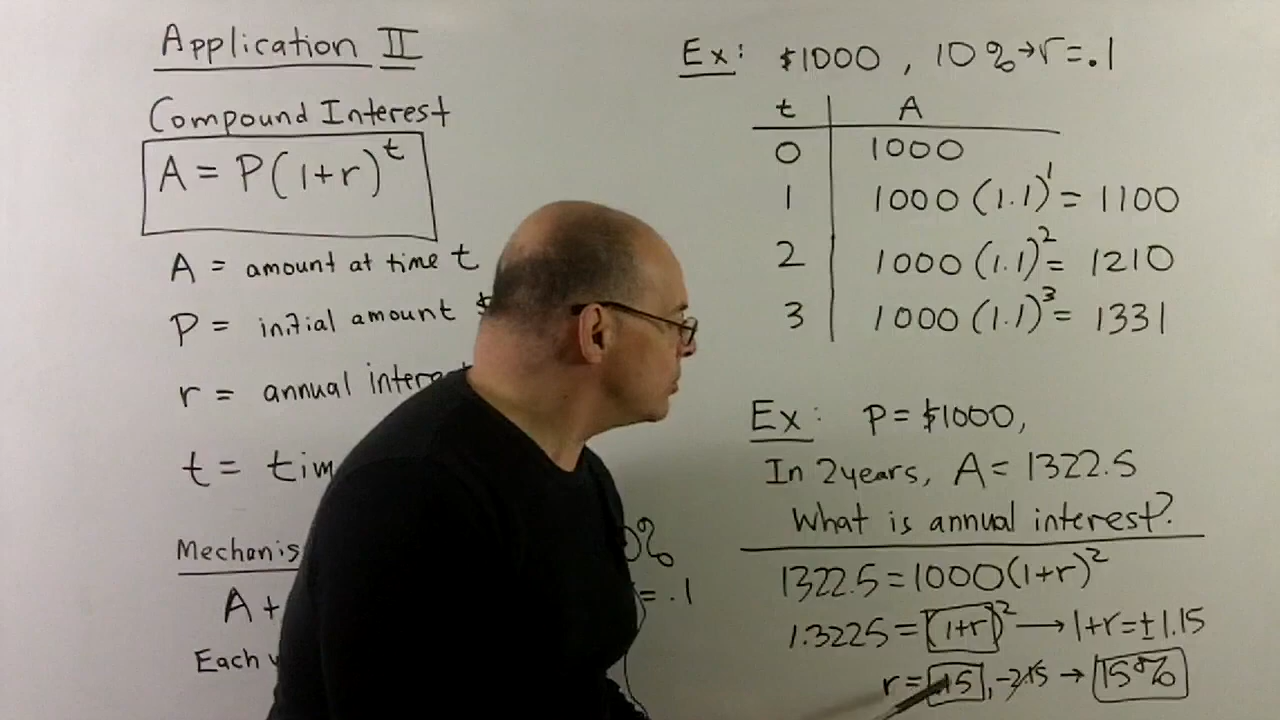 Application II
Compound Interest
A = P(1+r)^t
A = amount at time t
P = initial amount $
r = annual
t =
Mechanis
A +
Each
0%
= .1
Ex: $1000, 10% → r = .1
t A
0 1000
1 1000(1.1)^1 = 1100
2 1000(1.1)^2 = 1210
3 1000(1.1)^3 = 1331
Ex: P = $1000,
In 2 years, A = 1322.5
What is annual interest?
1322.5 = 1000(1+r)^2
1.3225 = (1+r)^2 → 1+r = ±1.15
r = .15, -2.15 → 15%